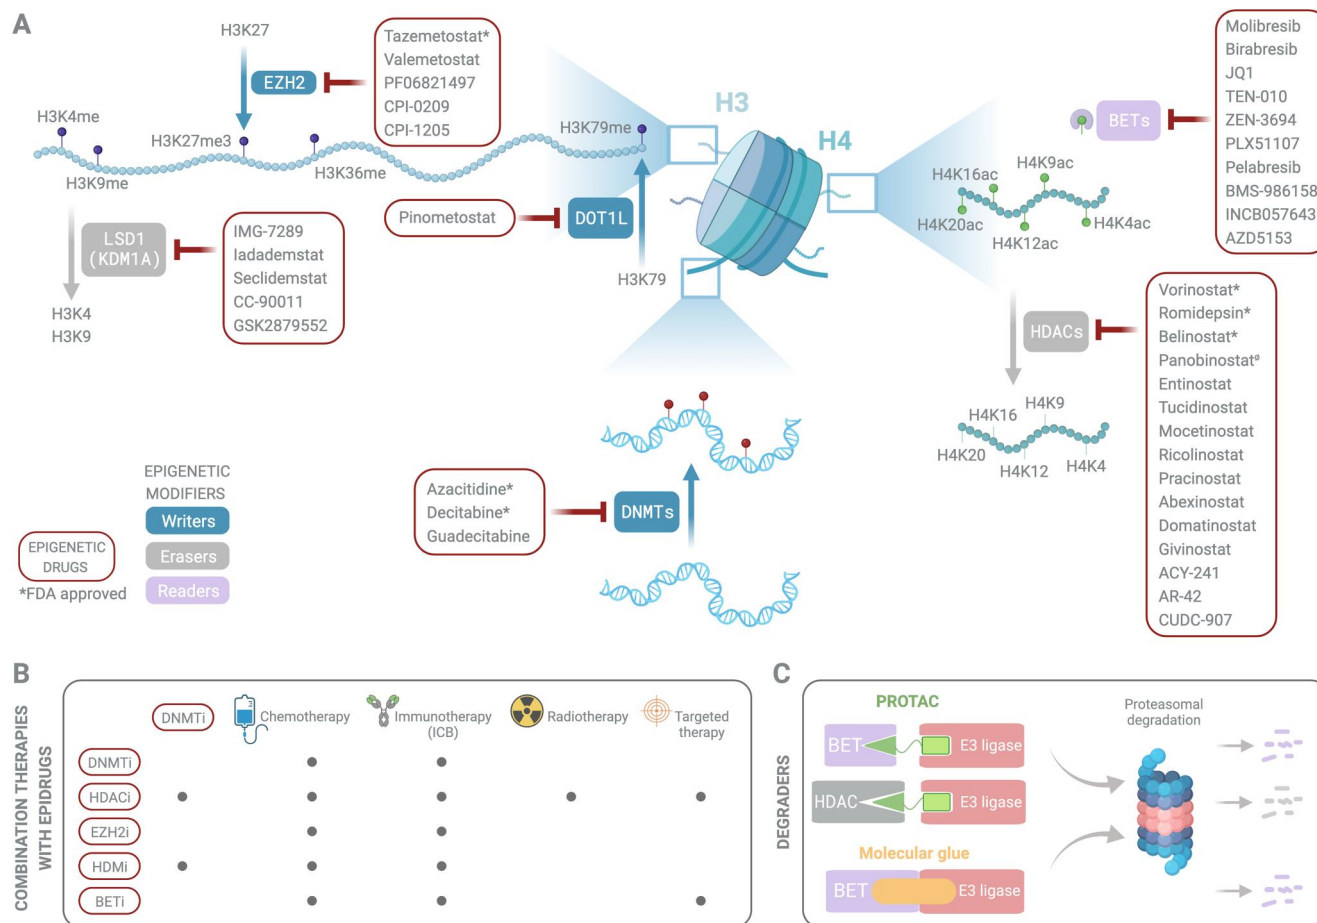 A
H3K27
EZH2
Tazemetostat*
Valemetostat
PF06821497
CPI-0209
CPI-1205
H3K4me
H3K9me
H3K27me3
H3K36me
H3K79me
LSD1
(KDM1A)
IMG-7289
Iadademstat
Seclidemstat
CC-90011
GSK2879552
H3K4
H3K9
Pinometostat
DOT1L
H3K79
H3
H4
BETs
Molibresib
Birabresib
JQ1
TEN-010
ZEN-3694
PLX51107
Pelabresib
BMS-986158
INCB057643
AZD5153
H4K16ac
H4K9ac
H4K20ac
H4K12ac
H4K4ac
HDACs
Vorinostat*
Romidepsin*
Belinostat*
Panobinostatᵠ
Entinostat
Tucidinostat
Mocetinostat
Ricolinostat
Pracinostat
Abexinostat
Domatinostat
Givinostat
ACY-241
AR-42
CUDC-907
H4K16
H4K9
H4K20
H4K12
H4K4
Azacitidine*
Decitabine*
Guadecitabine
DNMTs
EPIGENETIC
MODIFIERS
Writers
Erasers
Readers
EPIGENETIC
DRUGS
*FDA approved
B
COMBINATION THERAPIES
WITH EPIDRUGS
DNMTi
Chemotherapy
Immunotherapy
(ICB)
Radiotherapy
Targeted
therapy
DNMTi
HDACi
EZH2i
HDMi
BETi
C
DEGRADERS
PROTAC
BET
E3 ligase
HDAC
E3 ligase
Molecular glue
BET
E3 ligase
Proteasomal
degradation